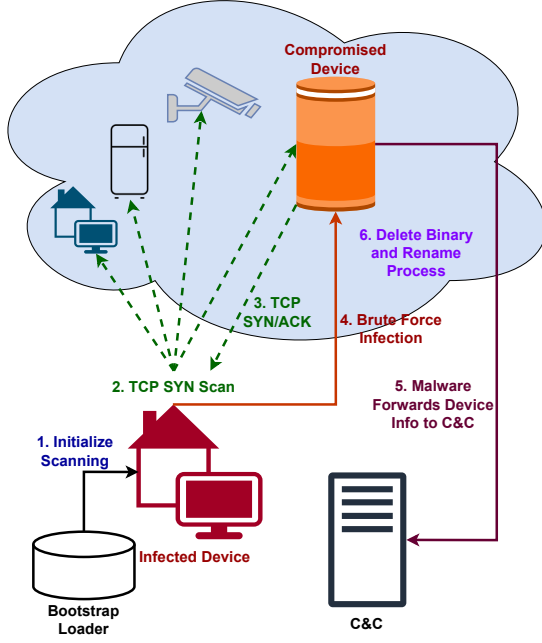 Compromised
Device
6. Delete Binary
and Rename
Process
3. TCP
SYN/ACK
4. Brute Force
Infection
2. TCP SYN Scan
5. Malware
Forwards Device
Info to C&C
1. Initialize
Scanning
Infected Device
Bootstrap
Loader
C&C